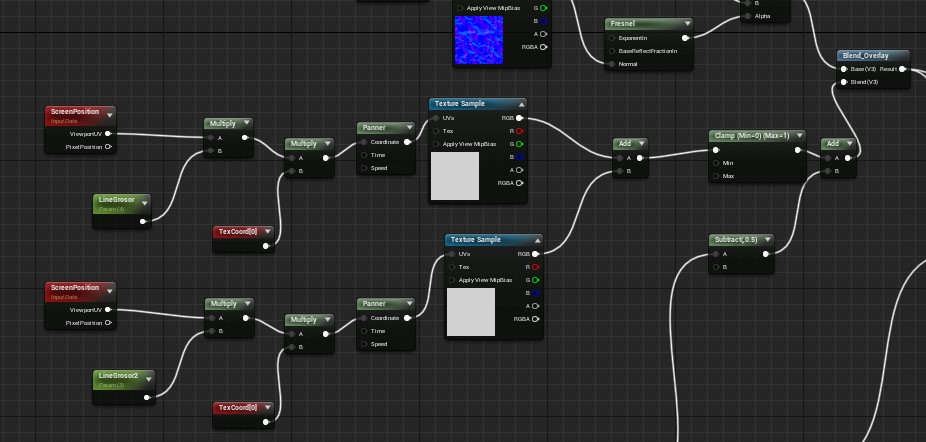 Apply View MipBias
G
B
A
RGBA
Fresnel
ExponentIn
BaseReflectFractionIn
Normal
B
Alpha
Blend_Overlay
Base (V3) Result
Blend (V3)
ScreenPosition
Input Data
ViewportUV
PixelPosition
Multiply
A
B
Multiply
A
B
Panner
Coordinate
Time
Speed
Texture Sample
UVs RGB
Tex R
Apply View MipBias G
B
A
RGBA
Add
A
B
Clamp (Min=0) (Max=1)
Min
Max
Add
A
B
LineGrosor
Param (4)
TexCoord[0]
Texture Sample
UVs RGB
Tex R
Apply View MipBias G
B
A
RGBA
Subtract(,0.5)
A
B
ScreenPosition
Input Data
ViewportUV
PixelPosition
Multiply
A
B
Multiply
A
B
Panner
Coordinate
Time
Speed
LineGrosor2
Param (3)
TexCoord[0]